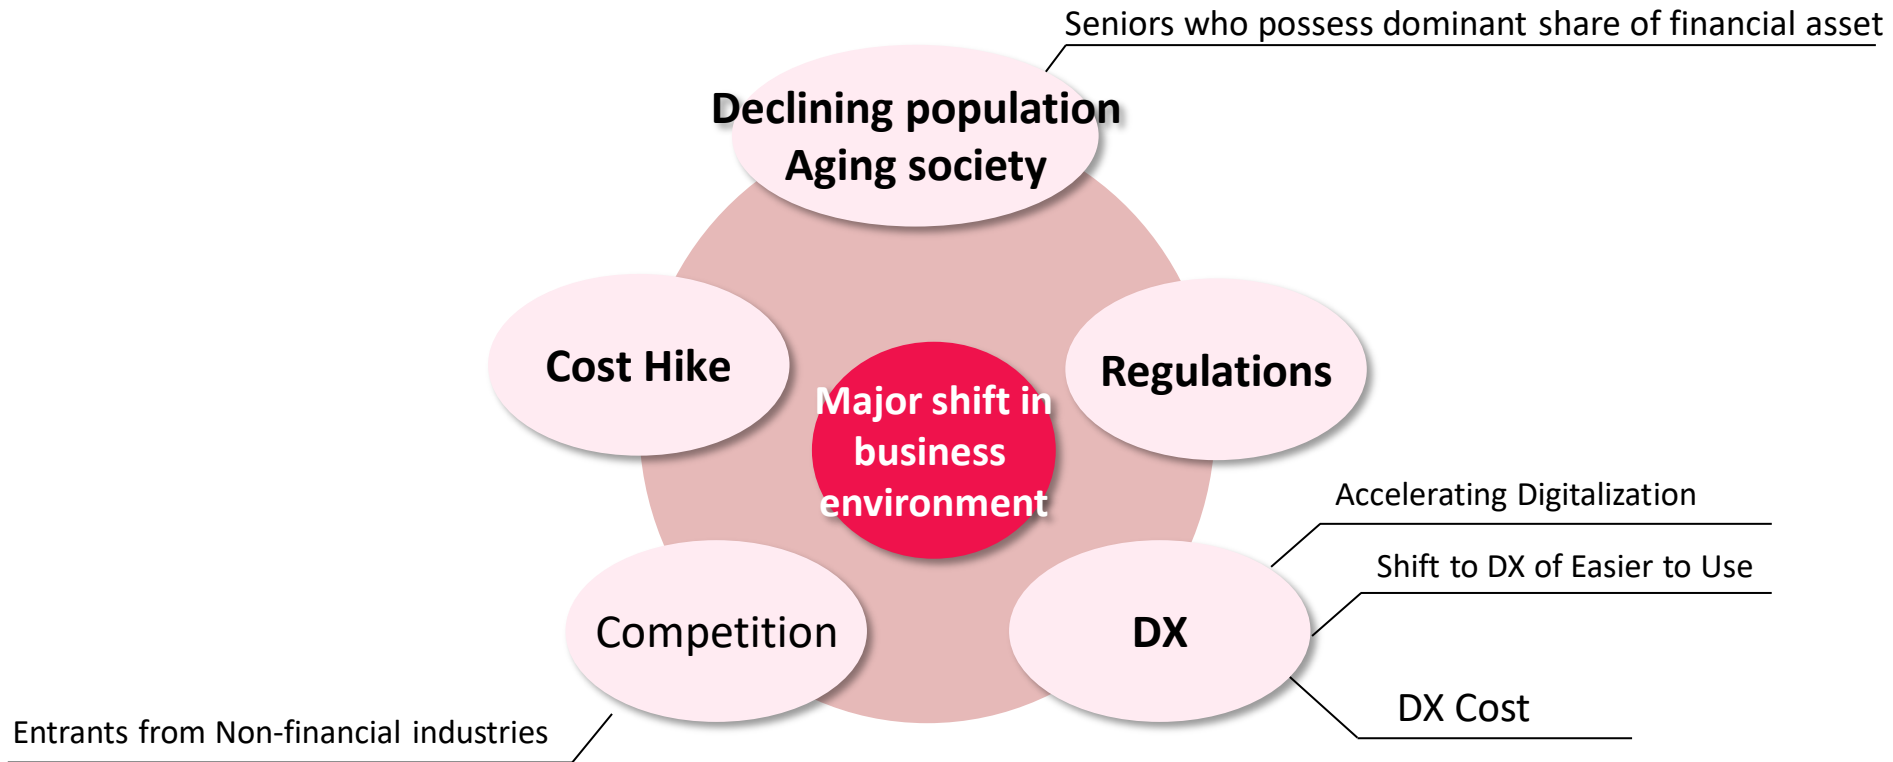 Seniors who possess dominant share of financial asset
Declining population
Aging society
Cost Hike
Regulations
Major shift in
business
environment
Accelerating Digitalization
Shift to DX of Easier to Use
Competition
DX
DX Cost
Entrants from Non-financial industries